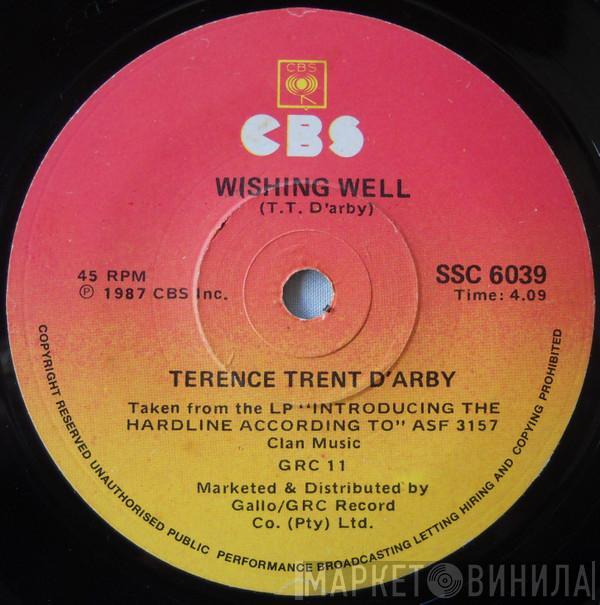 CBS
CBS
WISHING WELL
(T.T. D'arby)
45 RPM
℗ 1987 CBS Inc.
SSC 6039
Time: 4.09
TERENCE TRENT D'ARBY
Taken from the LP "INTRODUCING THE
HARDLINE ACCORDING TO" ASF 3157
Clan Music
GRC 11
Marketed & Distributed by
Gallo/GRC Record
Co. (Pty) Ltd.
COPYRIGHT RESERVED UNAUTHORISED PUBLIC PERFORMANCE BROADCASTING LETTING HIRING AND COPYING PROHIBITED
МАРКЕТ ВИНИЛА